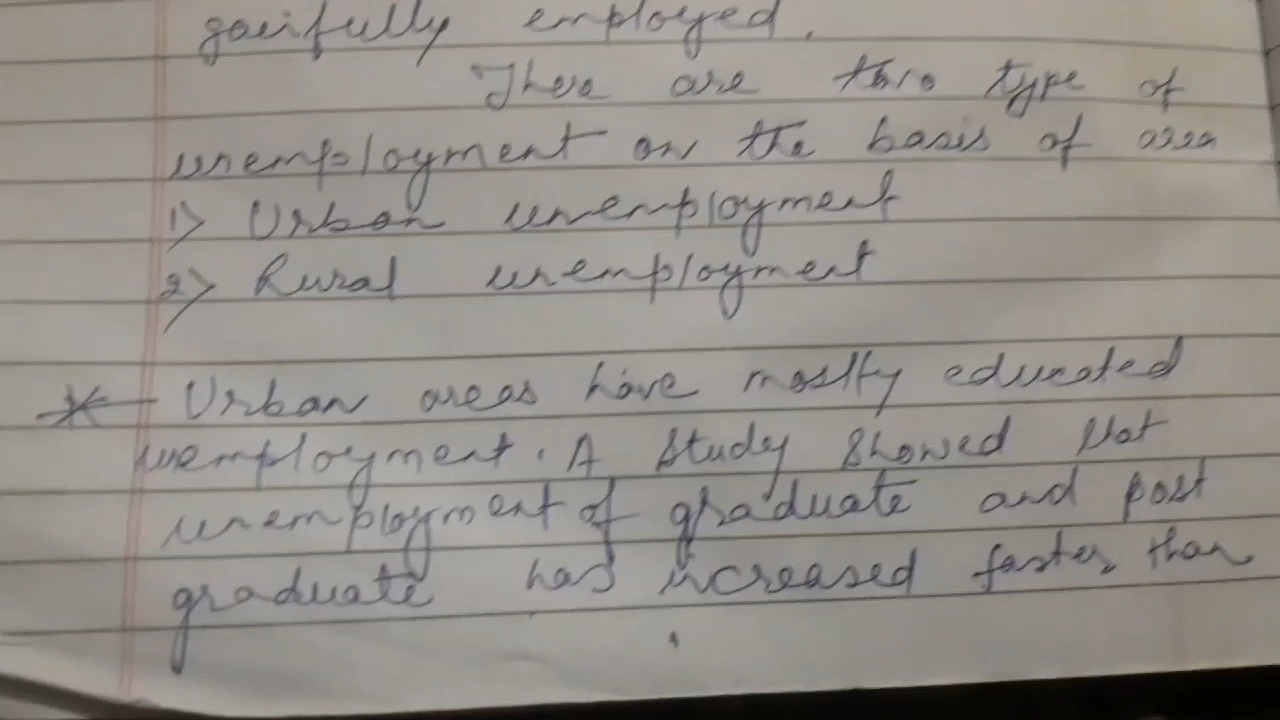 gainfully employed.
There are two type of
unemployment on the basis of area
1) Urban unemployment
2) Rural unemployment
Urban areas have mostly educated
unemployment. A study showed that
unemployment of graduate and post
graduate has increased faster than